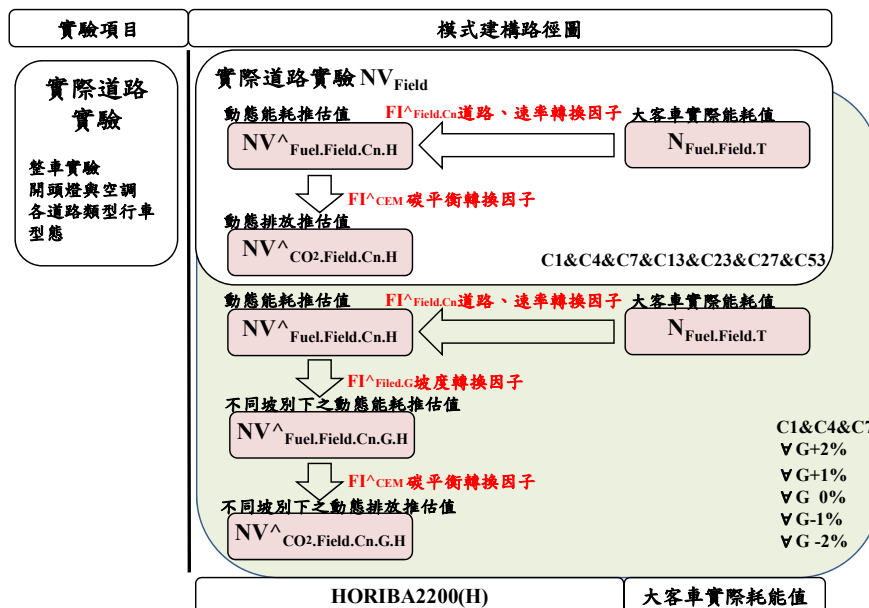 實驗項目
模式建構路徑圖
實際道路
實驗
整車實驗
開頭燈與空調
各道路類型行車
型態
實際道路實驗 NV Field
動態能耗推估值
FI^Field.Cn道路、速率轉換因子
大客車實際能耗值
NV^Fuel.Field.Cn.H
N Fuel.Field.T
FI^CEM 碳平衡轉換因子
動態排放推估值
NV^CO2.Field.Cn.H
C1&C4&C7&C13&C23&C27&C53
動態能耗推估值
FI^Field.Cn道路、速率轉換因子
大客車實際能耗值
NV^Fuel.Field.Cn.H
N Fuel.Field.T
FI^Filed.G坡度轉換因子
不同坡別下之動態能耗推估值
NV^Fuel.Field.Cn.G.H
C1&C4&C7
∀G+2%
FI^CEM 碳平衡轉換因子
∀G+1%
不同坡別下之動態排放推估值
∀G 0%
NV^CO2.Field.Cn.G.H
∀G-1%
∀G -2%
HORIBA2200(H)
大客車實際耗能值